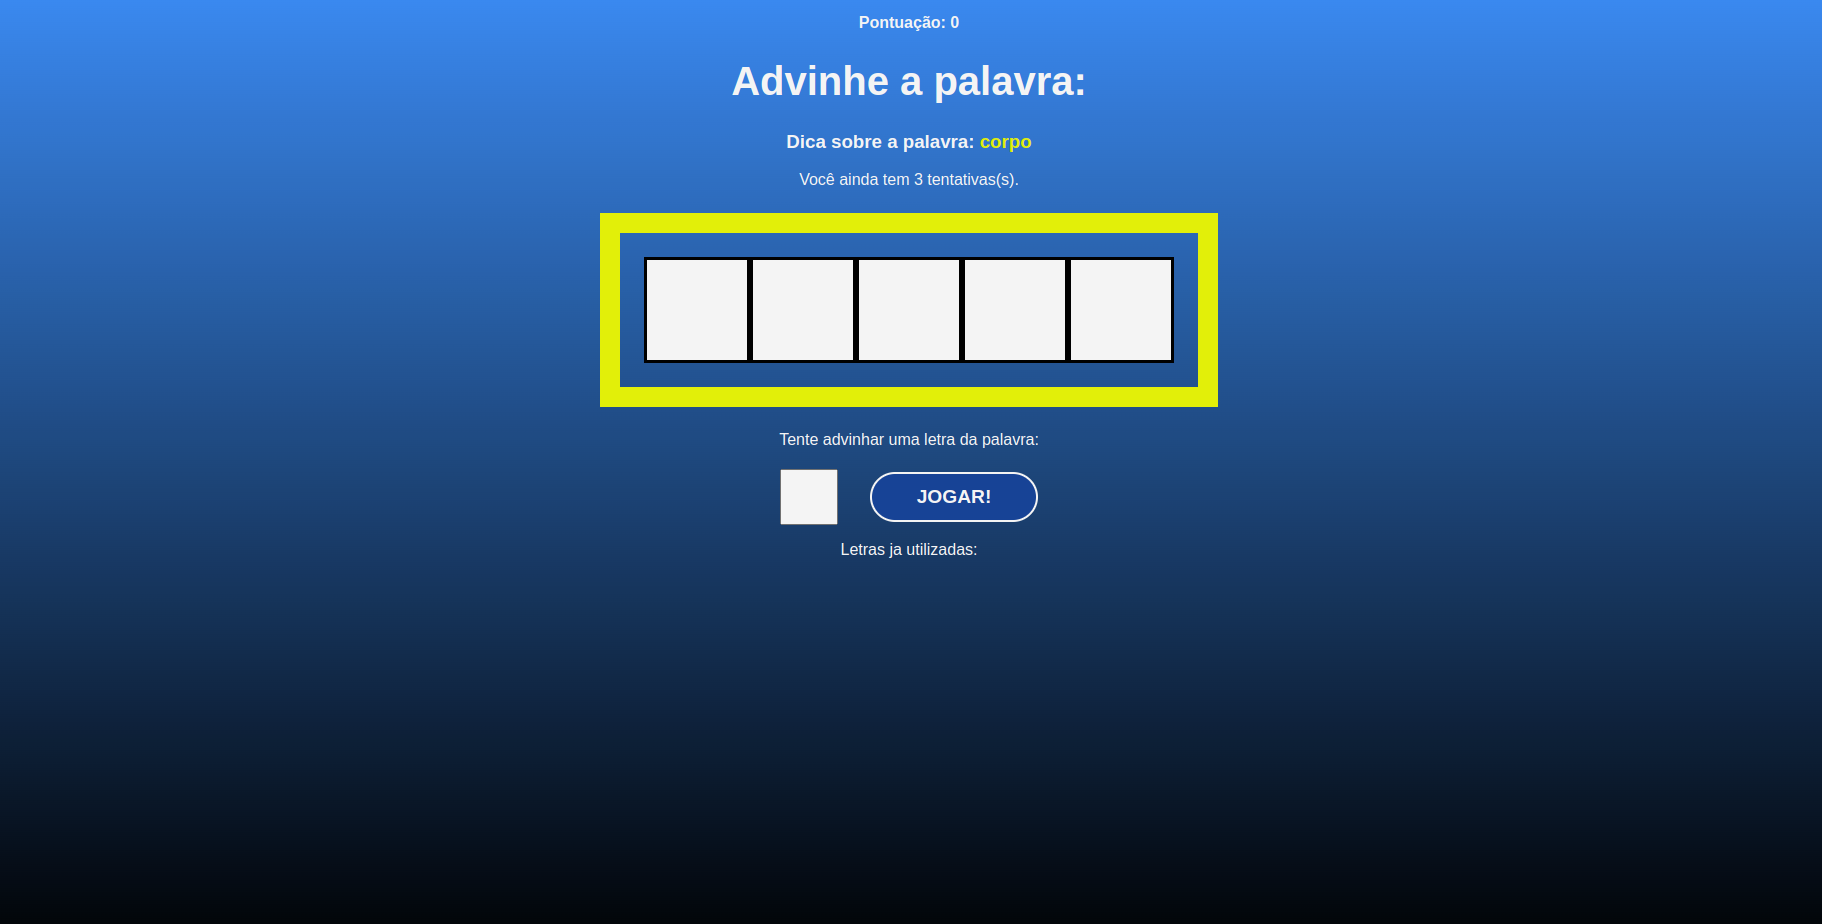 Pontuação: 0
Advinhe a palavra:
Dica sobre a palavra: corpo
Você ainda tem 3 tentativas(s).
Tente advinhar uma letra da palavra:
JOGAR!
Letras ja utilizadas: